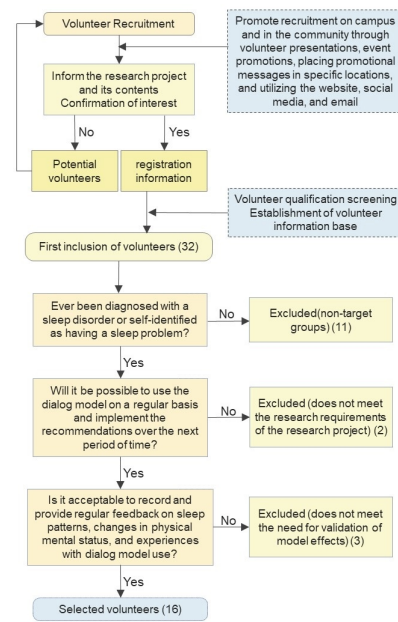 Volunteer Recruitment
Promote recruitment on campus
and in the community through
volunteer presentations, event
promotions, placing promotional
messages in specific locations,
and utilizing the website, social
media, and email
Inform the research project
and its contents
Confirmation of interest
No
Yes
Potential
volunteers
registration
information
Volunteer qualification screening
Establishment of volunteer
information base
First inclusion of volunteers (32)
Ever been diagnosed with a
sleep disorder or self-identified
as having a sleep problem?
No
Excluded(non-target
groups) (11)
Yes
Will it be possible to use the
dialog model on a regular basis
and implement the
recommendations over the next
period of time?
No
Excluded (does not meet
the research requirements
of the research project) (2)
Yes
Is it acceptable to record and
provide regular feedback on sleep
patterns, changes in physical
mental status, and experiences
with dialog model use?
No
Excluded (does not meet
the need for validation of
model effects) (3)
Yes
Selected volunteers (16)